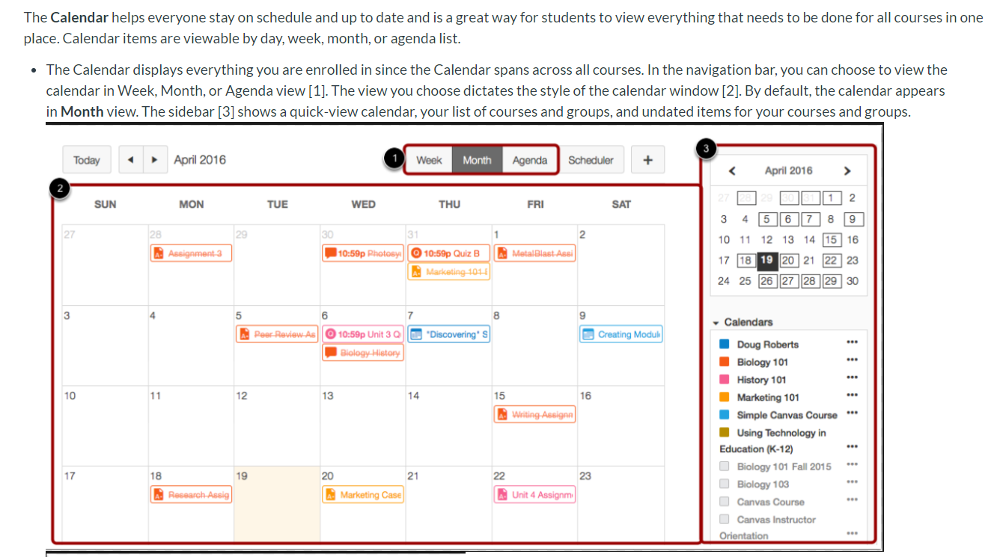 The Calendar helps everyone stay on schedule and up to date and is a great way for students to view everything that needs to be done for all courses in one
place. Calendar items are viewable by day, week, month, or agenda list.
• The Calendar displays everything you are enrolled in since the Calendar spans across all courses. In the navigation bar, you can choose to view the
calendar in Week, Month, or Agenda view [1]. The view you choose dictates the style of the calendar window [2]. By default, the calendar appears
in Month view. The sidebar [3] shows a quick-view calendar, your list of courses and groups, and undated items for your courses and groups.
Today ◀ ▶ April 2016 1 Week Month Agenda Scheduler +
2
SUN MON TUE WED THU FRI SAT
27 28 29 30 31 1 2
Assignment 3 10:59p Photosy 10:59p Quiz B MetalBlast Assi
Marketing 101
3 4 5 6 7 8 9
Peer Review As 10:59p Unit 3 Q "Discovering" S Creating Modul
Biology History
10 11 12 13 14 15 16
Writing Assignn
17 18 19 20 21 22 23
Research Assig Marketing Case Unit 4 Assignm
3
< April 2016 >
27 28 29 30 31 1 2
3 4 5 6 7 8 9
10 11 12 13 14 15 16
17 18 19 20 21 22 23
24 25 26 27 28 29 30
Calendars
Doug Roberts
Biology 101
History 101
Marketing 101
Simple Canvas Course
Using Technology in
Education (K-12)
Biology 101 Fall 2015
Biology 103
Canvas Course
Canvas Instructor
Orientation